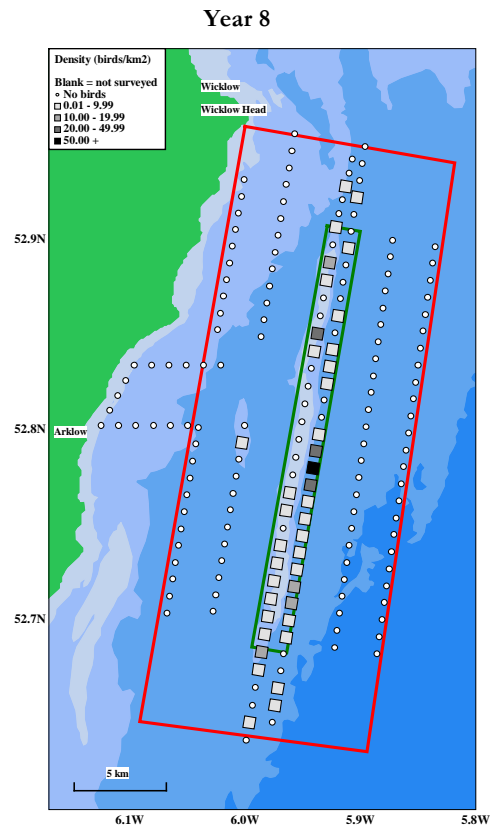 Year 8
Density (birds/km2)
Blank = not surveyed
No birds
0.01 - 9.99
10.00 - 19.99
20.00 - 49.99
50.00 +
Wicklow
Wicklow Head
52.9N
52.8N
Arklow
52.7N
5 km
6.1W 6.0W 5.9W 5.8W